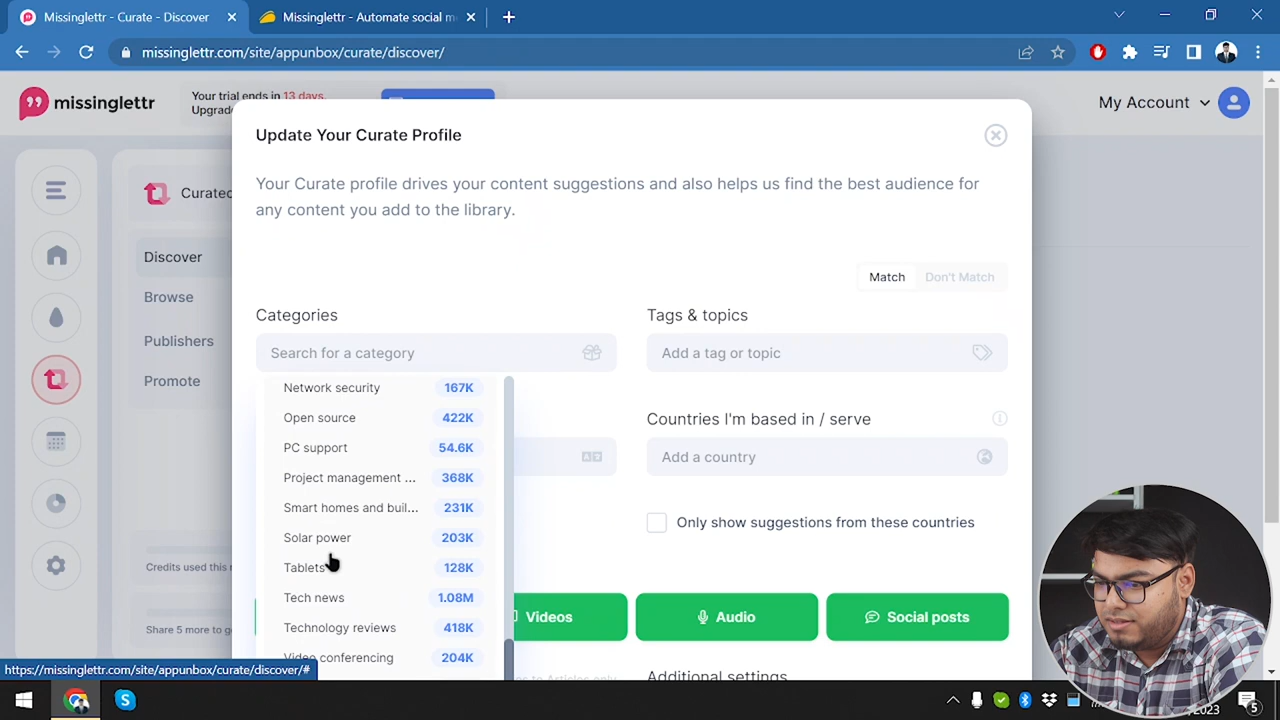 Missinglettr - Curate - Discover
Missinglettr - Automate social m
missinglettr.com/site/appunbox/curate/discover/
missinglettr
Your trial ends in 13 days.
Upgrad
My Account
Update Your Curate Profile
Your Curate profile drives your content suggestions and also helps us find the best audience for
any content you add to the library.
Curated
Discover
Browse
Publishers
Promote
Match
Don't Match
Categories
Tags & topics
Search for a category
Add a tag or topic
Network security 167K
Open source 422K
PC support 54.6K
Project management ... 368K
Smart homes and buil... 231K
Solar power 203K
Tablets 128K
Tech news 1.08M
Technology reviews 418K
Video conferencing 204K
Countries I'm based in / serve
Add a country
Only show suggestions from these countries
Videos
Audio
Social posts
Additional settings
to Articles only
Credits used this
Share 5 more to g
https://missinglettr.com/site/appunbox/curate/discover/#
2023
5